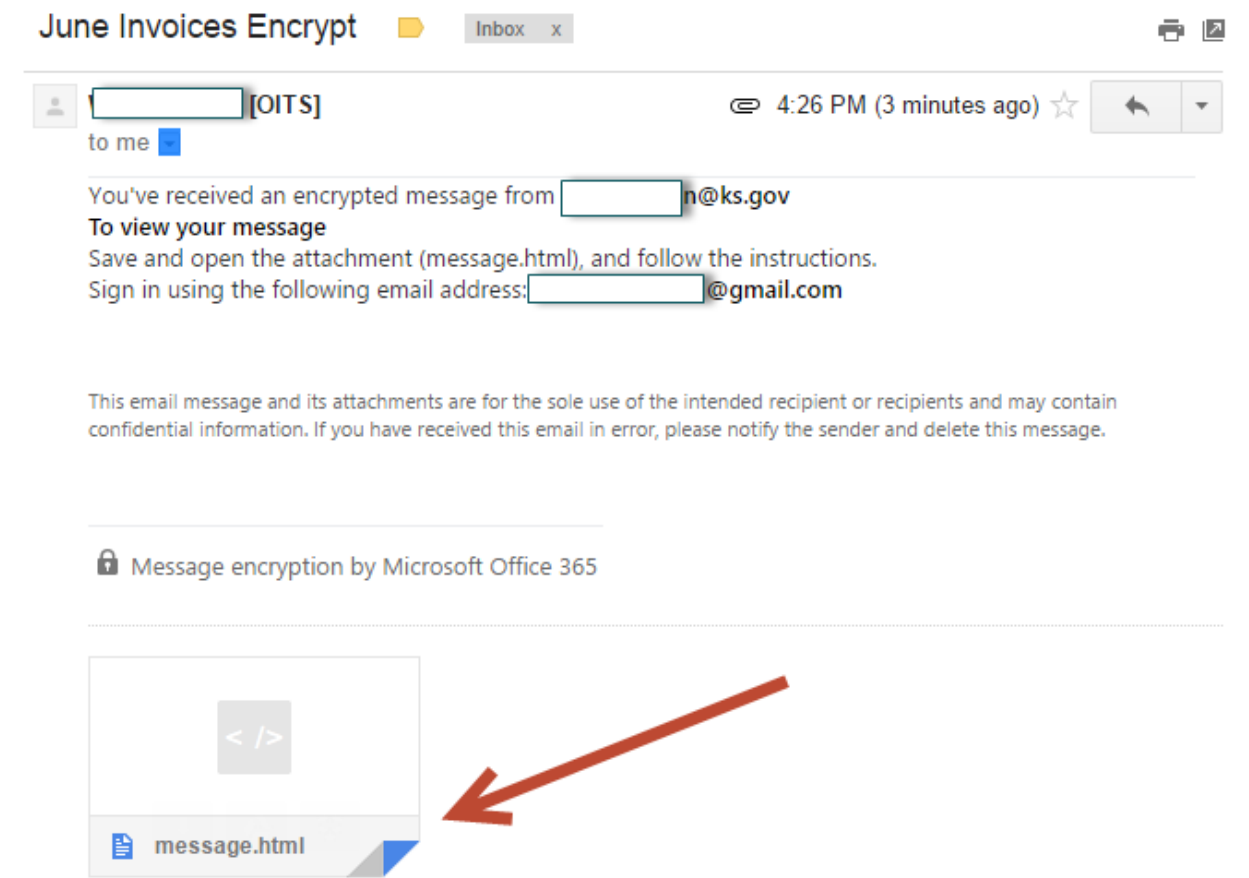 June Invoices Encrypt Inbox x
[OITS] 4:26 PM (3 minutes ago)
to me
You've received an encrypted message from n@ks.gov
To view your message
Save and open the attachment (message.html), and follow the instructions.
Sign in using the following email address: @gmail.com
This email message and its attachments are for the sole use of the intended recipient or recipients and may contain
confidential information. If you have received this email in error, please notify the sender and delete this message.
Message encryption by Microsoft Office 365
< />
message.html